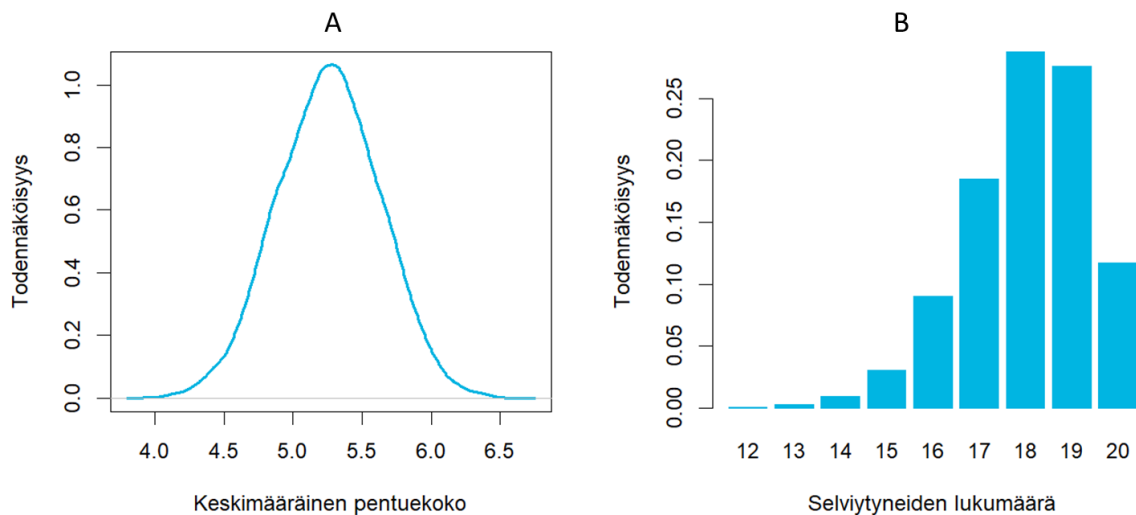 A
Todennäköisyys
0.0 0.2 0.4 0.6 0.8 1.0
4.0 4.5 5.0 5.5 6.0 6.5
Keskimääräinen pentuekoko
B
Todennäköisyys
0.00 0.05 0.10 0.15 0.20 0.25
12 13 14 15 16 17 18 19 20
Selviytyneiden lukumäärä